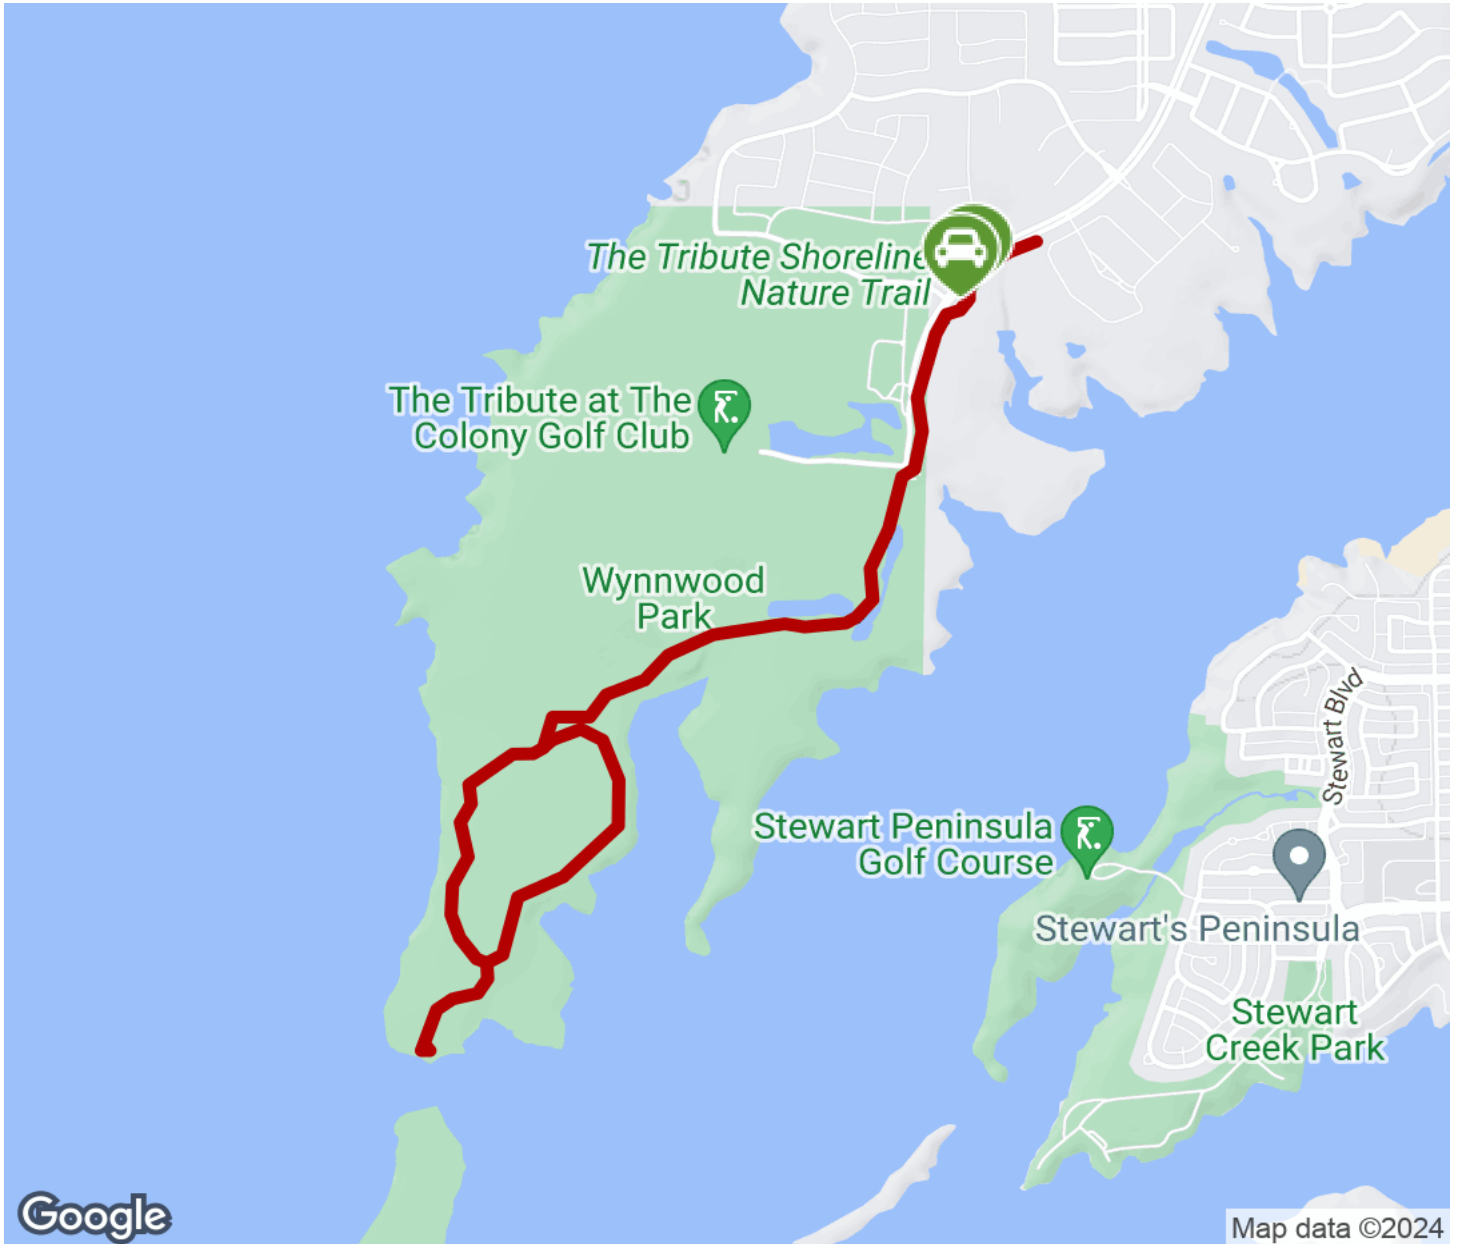 The Tribute Shoreline
Nature Trail
The Tribute at The
Colony Golf Club
Wynnwood
Park
Stewart Blvd
Stewart Peninsula
Golf Course
Stewart's Peninsula
Stewart
Creek Park
Google
Map data ©2024